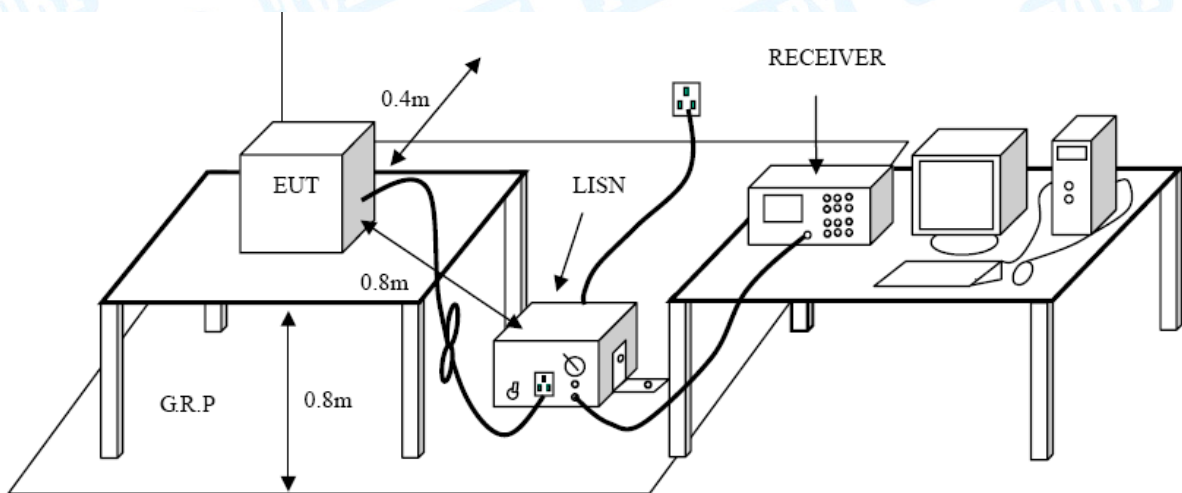 RECEIVER
0.4m
EUT
LISN
0.8m
G.R.P
0.8m